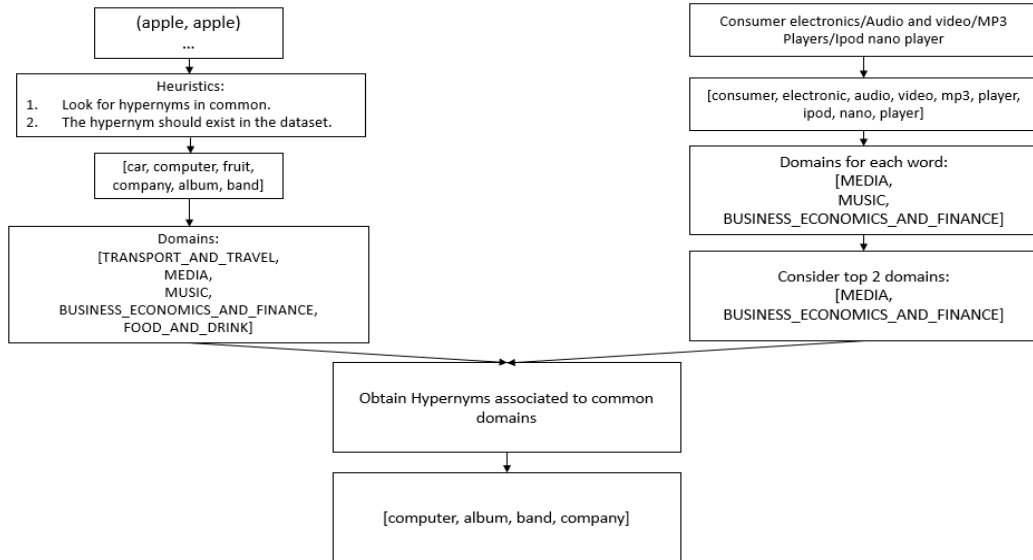 (apple, apple)
...
Heuristics:
1. Look for hypernyms in common.
2. The hypernym should exist in the dataset.
[car, computer, fruit,
company, album, band]
Domains:
[TRANSPORT_AND_TRAVEL,
MEDIA,
MUSIC,
BUSINESS_ECONOMICS_AND_FINANCE,
FOOD_AND_DRINK]
Consumer electronics/Audio and video/MP3
Players/Ipod nano player
[consumer, electronic, audio, video, mp3, player,
ipod, nano, player]
Domains for each word:
[MEDIA,
MUSIC,
BUSINESS_ECONOMICS_AND_FINANCE]
Consider top 2 domains:
[MEDIA,
BUSINESS_ECONOMICS_AND_FINANCE]
Obtain Hypernyms associated to common
domains
[computer, album, band, company]